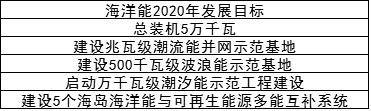 海洋能2020年发展目标
总装机5万千瓦
建设兆瓦级潮流能并网示范基地
建设500千瓦级波浪能示范基地
启动万千瓦级潮汐能示范工程建设
建设5个海岛海洋能与可再生能源多能互补系统